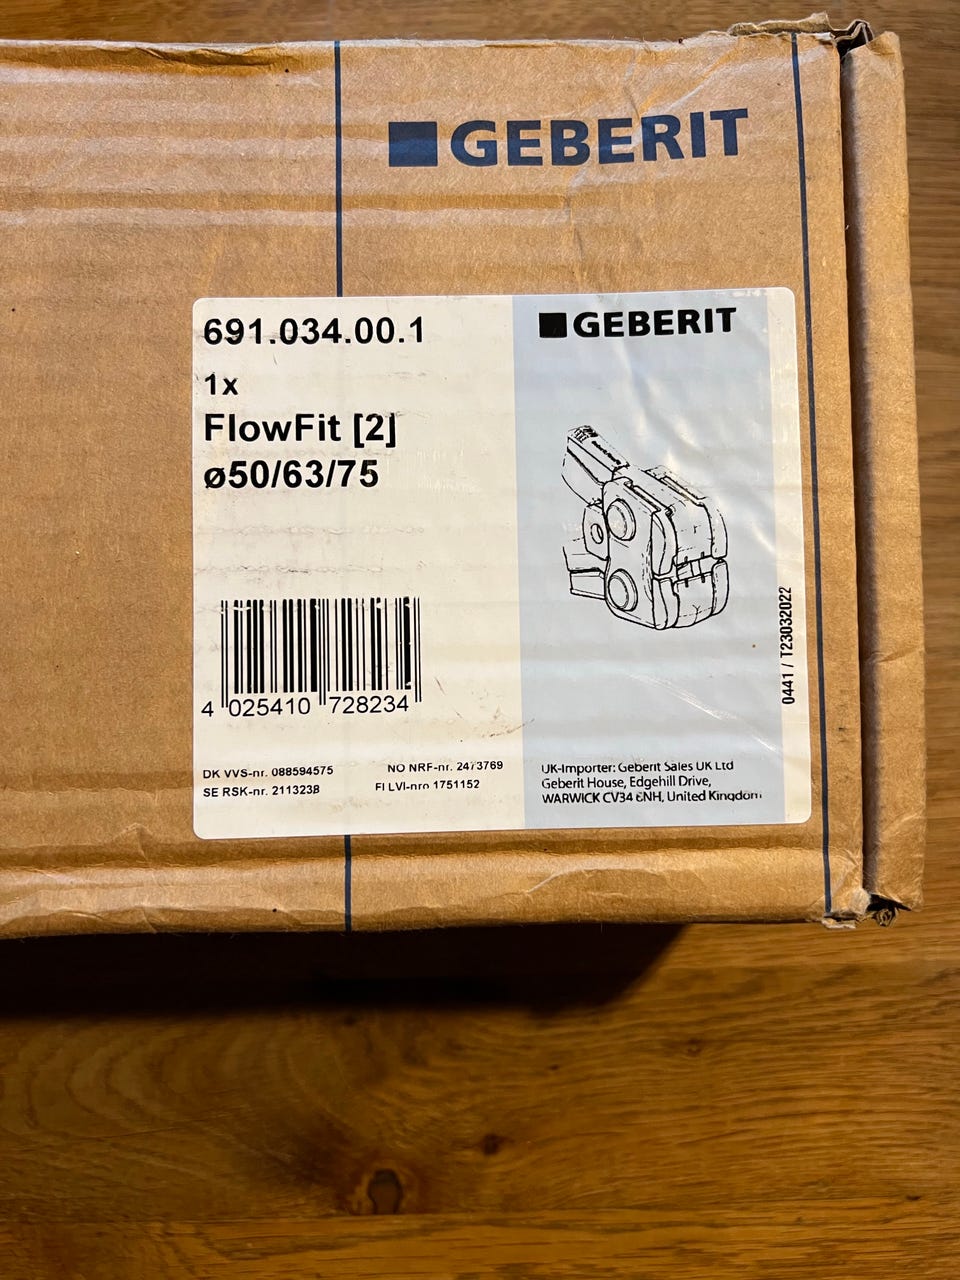 GEBERIT
691.034.00.1
1x
FlowFit [2]
ø50/63/75
GEBERIT
4 025410 728234
DK VVS-nr. 088594575
NO NRF-nr. 2473769
SE RSK-nr. 2113238
FI LVI-nro 1751152
UK-Importer: Geberit Sales UK Ltd
Geberit House, Edgehill Drive,
WARWICK CV34 6NH, United Kingdom
0441 / T23032022